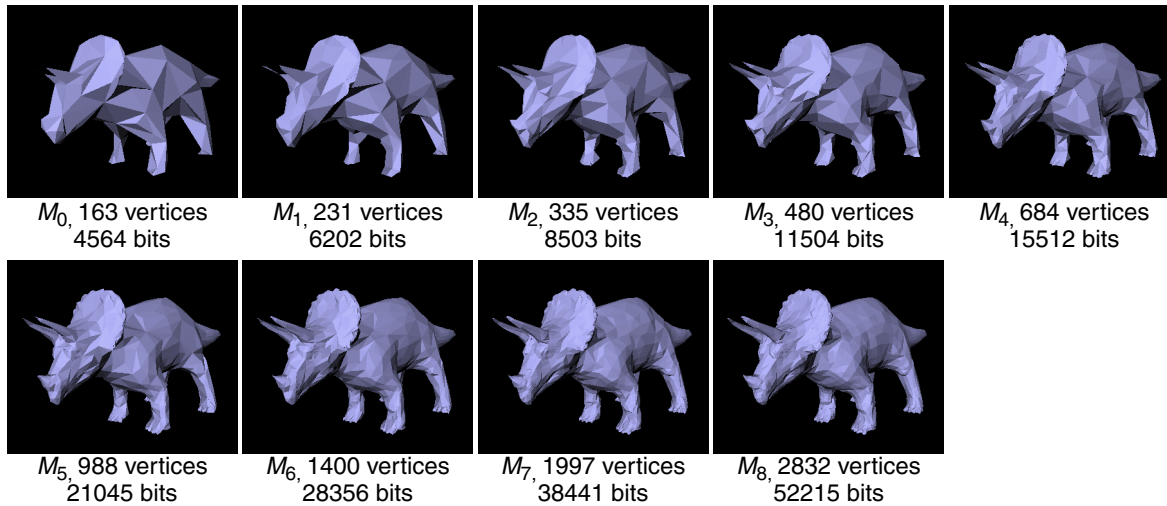 M0, 163 vertices
4564 bits
M1, 231 vertices
6202 bits
M2, 335 vertices
8503 bits
M3, 480 vertices
11504 bits
M4, 684 vertices
15512 bits
M5, 988 vertices
21045 bits
M6, 1400 vertices
28356 bits
M7, 1997 vertices
38441 bits
M8, 2832 vertices
52215 bits